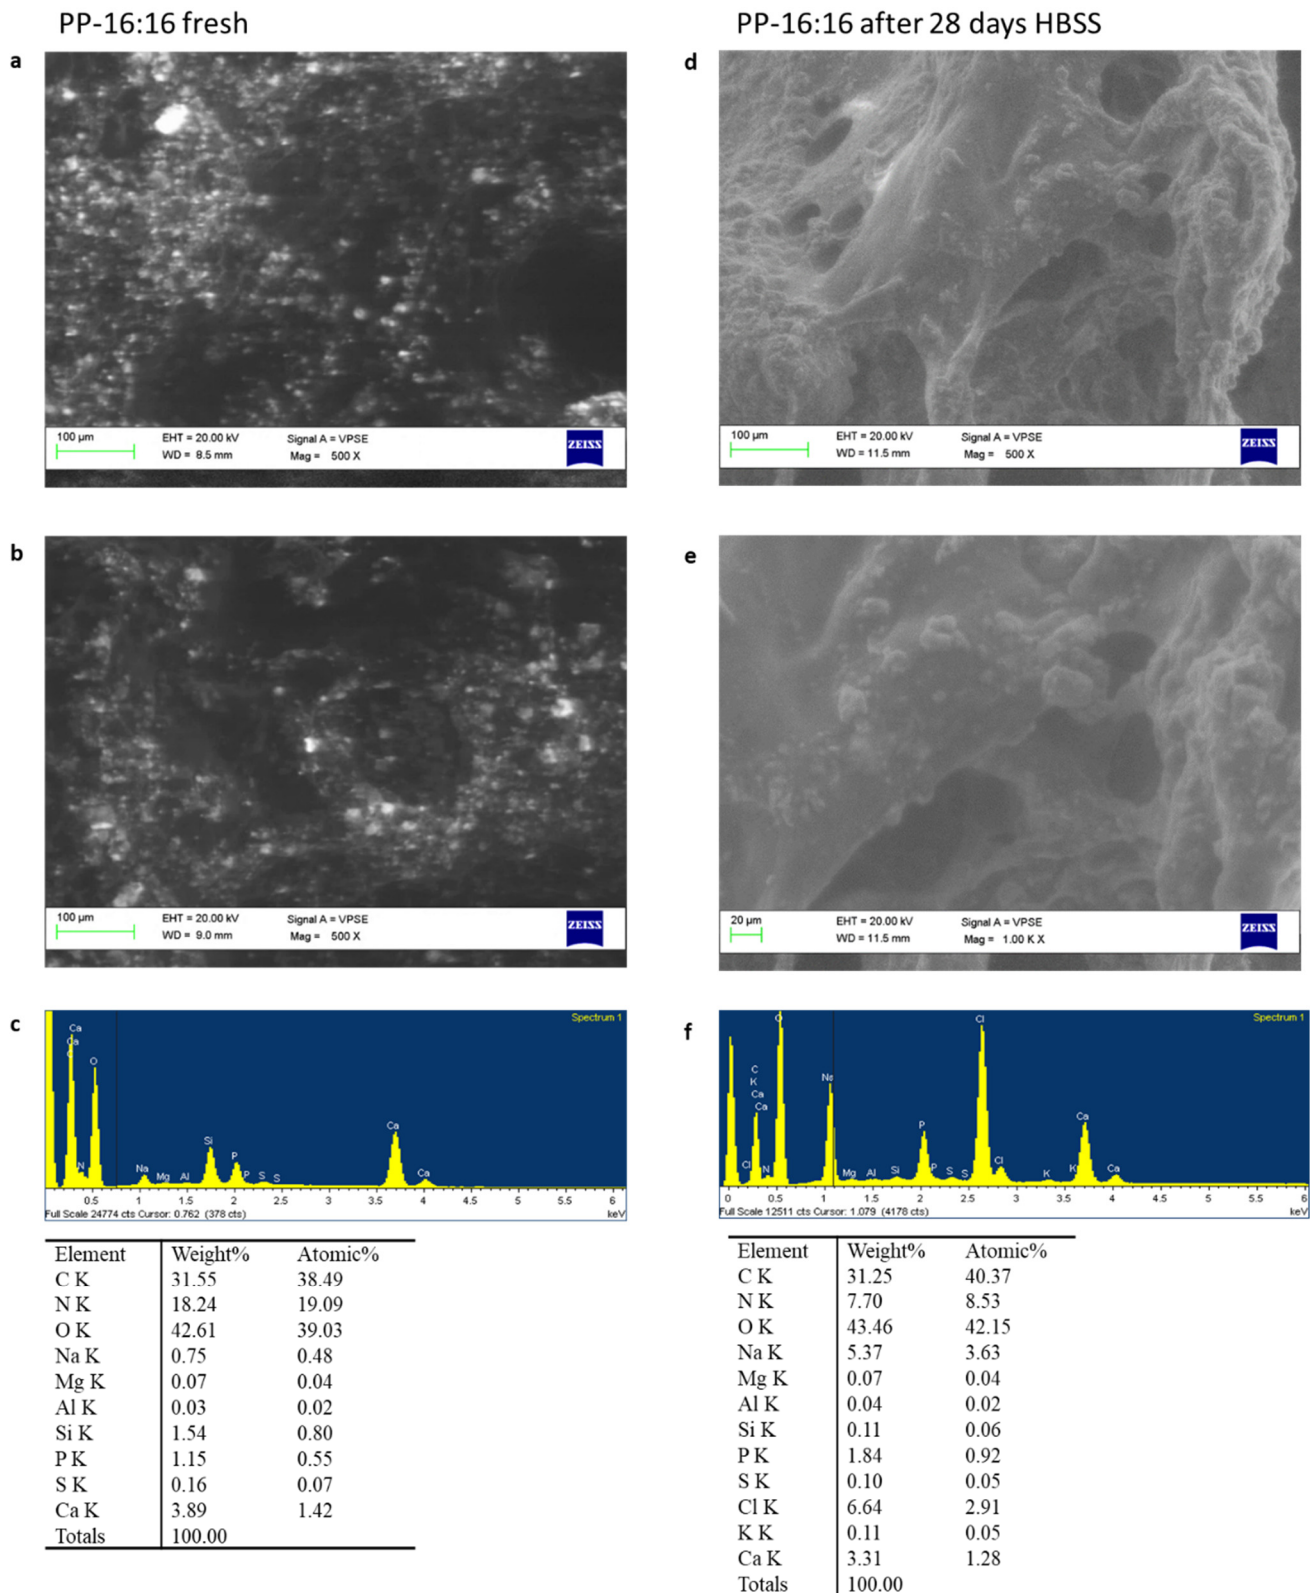 PP-16:16 fresh
a
100 µm
EHT = 20.00 kV
Signal A = VPSE
WD = 8.5 mm
Mag = 500 X
ZEISS
b
100 µm
EHT = 20.00 kV
Signal A = VPSE
WD = 9.0 mm
Mag = 500 X
ZEISS
c
Spectrum 1
Ca
Ca
O
N
Na
Mg
Al
Si
P
P
S
S
Ca
Ca
0.5 1 1.5 2 2.5 3 3.5 4 4.5 5 5.5 6
Full Scale 24774 cts Cursor: 0.762 (378 cts)
keV
Element Weight% Atomic%
C K 31.55 38.49
N K 18.24 19.09
O K 42.61 39.03
Na K 0.75 0.48
Mg K 0.07 0.04
Al K 0.03 0.02
Si K 1.54 0.80
P K 1.15 0.55
S K 0.16 0.07
Ca K 3.89 1.42
Totals 100.00
PP-16:16 after 28 days HBSS
d
100 µm
EHT = 20.00 kV
Signal A = VPSE
WD = 11.5 mm
Mag = 500 X
ZEISS
e
20 µm
EHT = 20.00 kV
Signal A = VPSE
WD = 11.5 mm
Mag = 1.00 K X
ZEISS
f
Spectrum 1
C
K
Ca
Ca
Cl
N
Na
Mg
Al
Si
P
P
S
S
Cl
Cl
K
K
Ca
Ca
0 0.5 1 1.5 2 2.5 3 3.5 4 4.5 5 5.5 6
Full Scale 12511 cts Cursor: 1.079 (4178 cts)
keV
Element Weight% Atomic%
C K 31.25 40.37
N K 7.70 8.53
O K 43.46 42.15
Na K 5.37 3.63
Mg K 0.07 0.04
Al K 0.04 0.02
Si K 0.11 0.06
P K 1.84 0.92
S K 0.10 0.05
Cl K 6.64 2.91
K K 0.11 0.05
Ca K 3.31 1.28
Totals 100.00